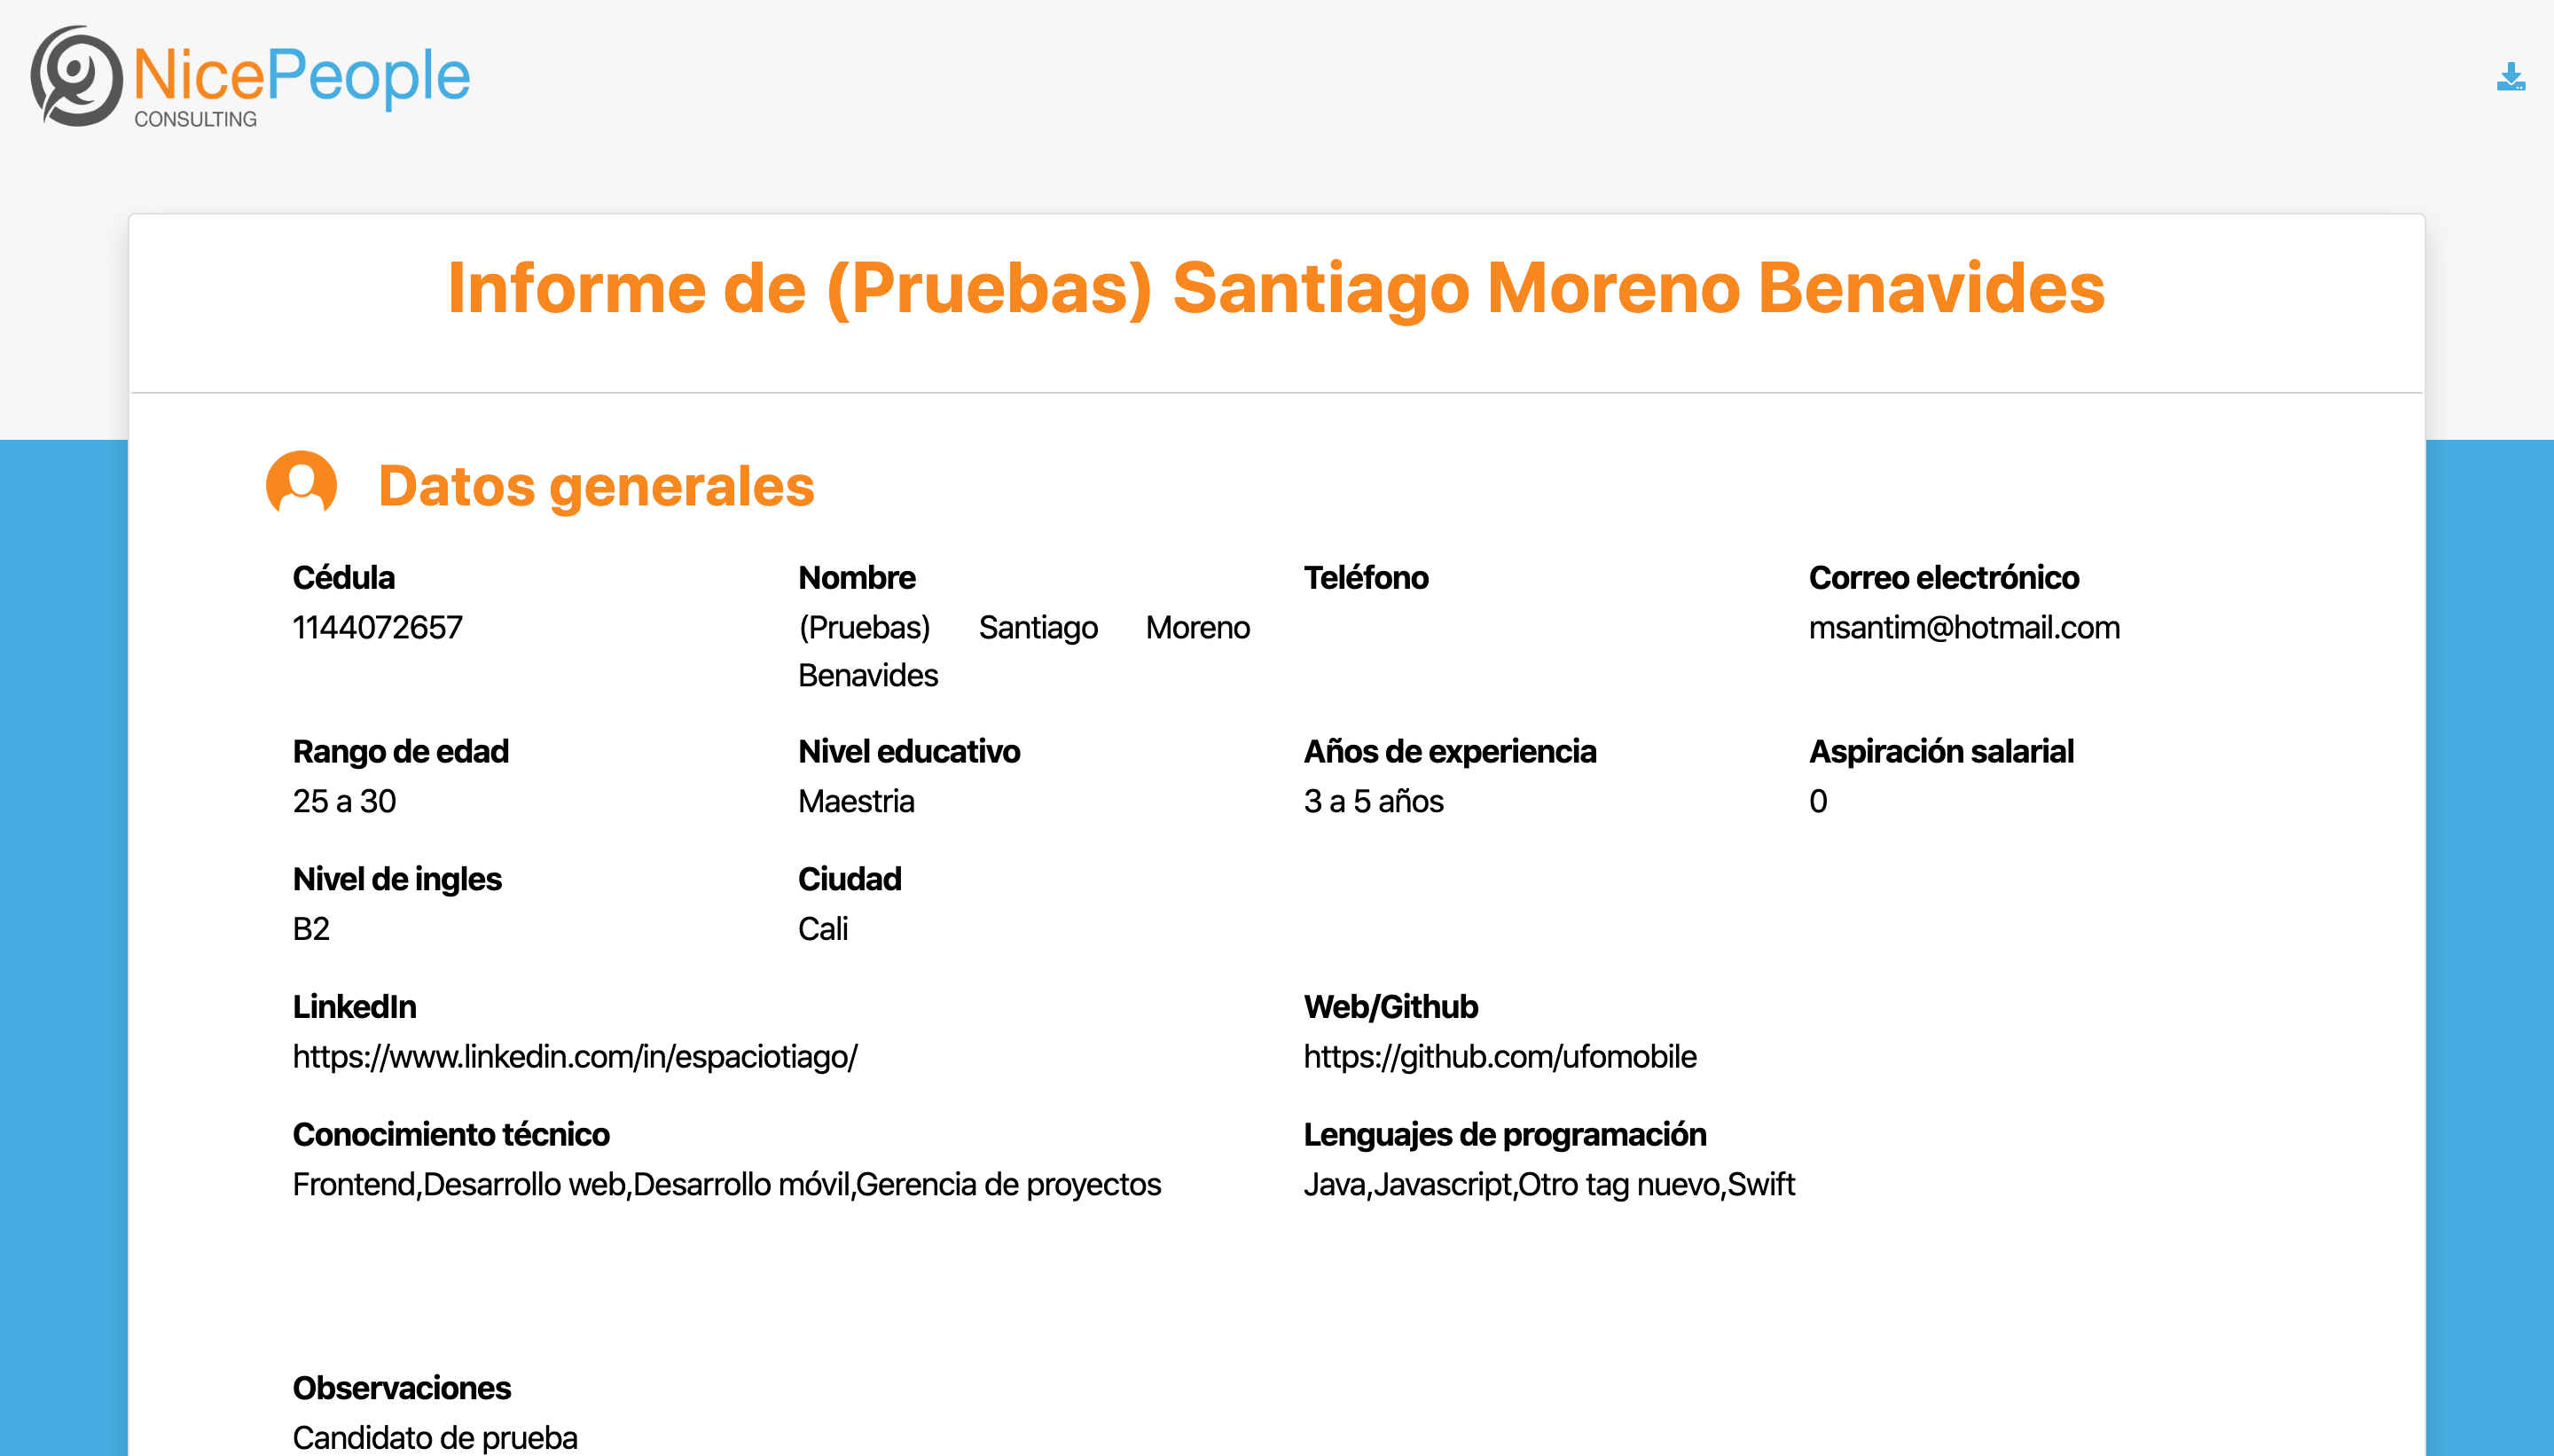 NicePeople
CONSULTING
Informe de (Pruebas) Santiago Moreno Benavides
Datos generales
Cédula
1144072657
Nombre
(Pruebas) Santiago Moreno
Benavides
Teléfono
Correo electrónico
msantim@hotmail.com
Rango de edad
25 a 30
Nivel educativo
Maestria
Años de experiencia
3 a 5 años
Aspiración salarial
0
Nivel de ingles
B2
Ciudad
Cali
LinkedIn
https://www.linkedin.com/in/espaciotiago/
Web/Github
https://github.com/ufomobile
Conocimiento técnico
Frontend,Desarrollo web,Desarrollo móvil,Gerencia de proyectos
Lenguajes de programación
Java,Javascript,Otro tag nuevo,Swift
Observaciones
Candidato de prueba